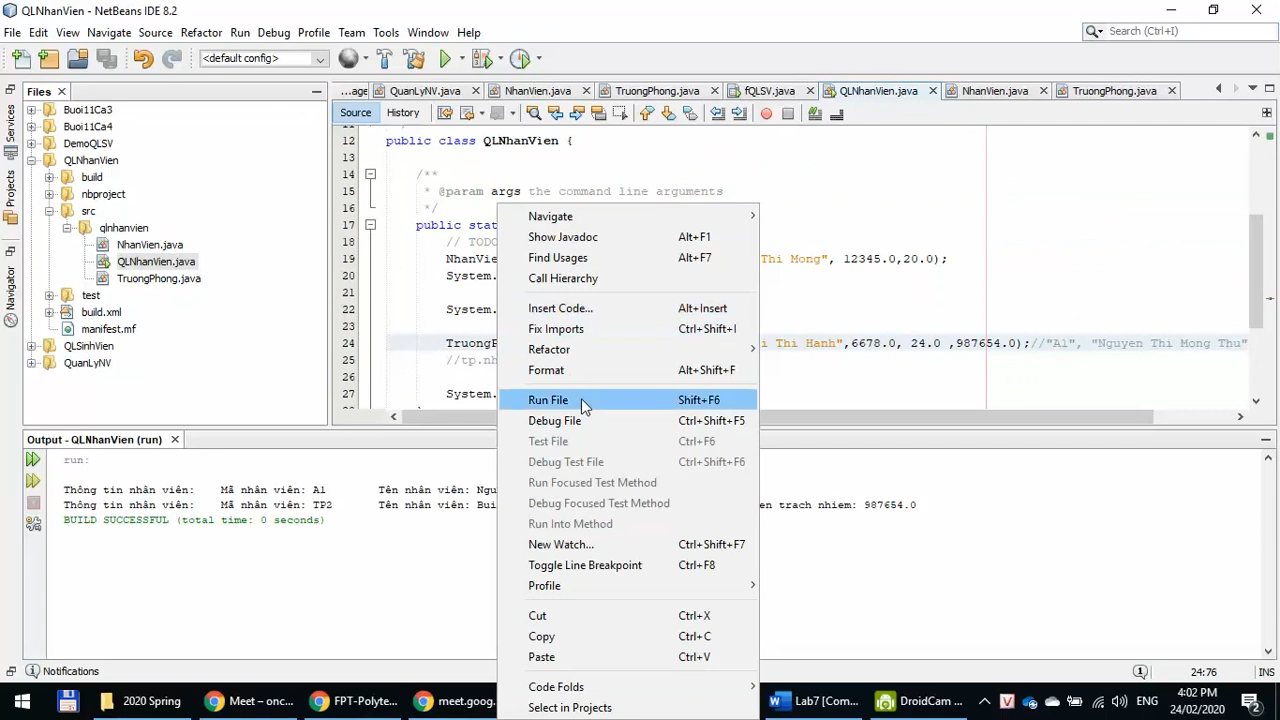 QLNhanVien - NetBeans IDE 8.2
File Edit View Navigate Source Refactor Run Debug Profile Team Tools Window Help
Search (Ctrl+I)
<default config>
Files
...age QuanLyNV.java NhanVien.java TruongPhong.java fQLSV.java QLNhanVien.java NhanVien.java TruongPhong.java
Source History
Services
Projects
Navigator
Buoi11Ca3
Buoi11Ca4
DemoQLSV
QLNhanVien
build
nbproject
src
qlnhanvien
NhanVien.java
QLNhanVien.java
TruongPhong.java
test
build.xml
manifest.mf
QLSinhVien
QuanLyNV
12 public class QLNhanVien {
13
14 /**
15 * @param args the command line arguments
16 */
17 public stat
18 // TODO
19 NhanVie Thi Mong", 12345.0,20.0);
20 System.
21
22 System.
23
24 TruongP i Thi Hanh",6678.0, 24.0 ,987654.0);//"A1", "Nguyen Thi Mong Thu"
25 //tp.nh
26
27 System.
Navigate
Show Javadoc Alt+F1
Find Usages Alt+F7
Call Hierarchy
Insert Code... Alt+Insert
Fix Imports Ctrl+Shift+I
Refactor
Format Alt+Shift+F
Run File Shift+F6
Debug File Ctrl+Shift+F5
Test File Ctrl+F6
Debug Test File Ctrl+Shift+F6
Run Focused Test Method
Debug Focused Test Method
Run Into Method
New Watch... Ctrl+Shift+F7
Toggle Line Breakpoint Ctrl+F8
Profile
Cut Ctrl+X
Copy Ctrl+C
Paste Ctrl+V
Code Folds
Select in Projects
Output - QLNhanVien (run)
run:
Thông tin nhân viên: Mã nhân viên: A1 Tên nhân viên: Ngu
Thông tin nhân viên: Mã nhân viên: TP2 Tên nhân viên: Bui en trach nhiem: 987654.0
BUILD SUCCESSFUL (total time: 0 seconds)
Notifications
1
24:76
INS
2020 Spring
Meet – onc...
FPT-Polyte...
meet.goog...
Lab7 [Com...
DroidCam ...
ENG
4:02 PM
24/02/2020
2